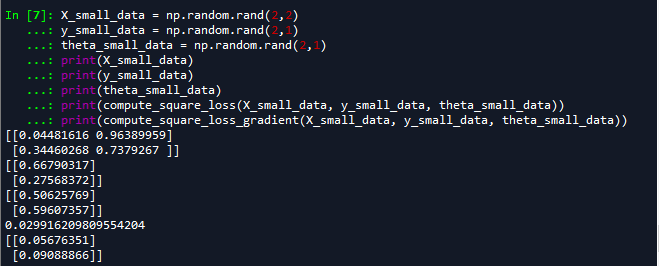 In [7]: X_small_data = np.random.rand(2,2)
   ...: y_small_data = np.random.rand(2,1)
   ...: theta_small_data = np.random.rand(2,1)
   ...: print(X_small_data)
   ...: print(y_small_data)
   ...: print(theta_small_data)
   ...: print(compute_square_loss(X_small_data, y_small_data, theta_small_data))
   ...: print(compute_square_loss_gradient(X_small_data, y_small_data, theta_small_data))
[[0.04481616 0.96389959]
 [0.34460268 0.7379267 ]]
[[0.66790317]
 [0.27568372]]
[[0.50625769]
 [0.59607357]]
0.029916209809554204
[[0.05676351]
 [0.09088866]]